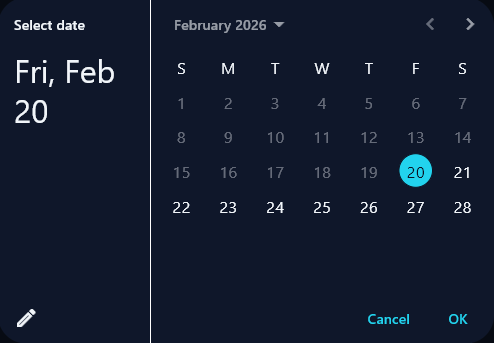 Select date
Fri, Feb
20
February 2026
S M T W T F S
1 2 3 4 5 6 7
8 9 10 11 12 13 14
15 16 17 18 19 20 21
22 23 24 25 26 27 28
Cancel OK